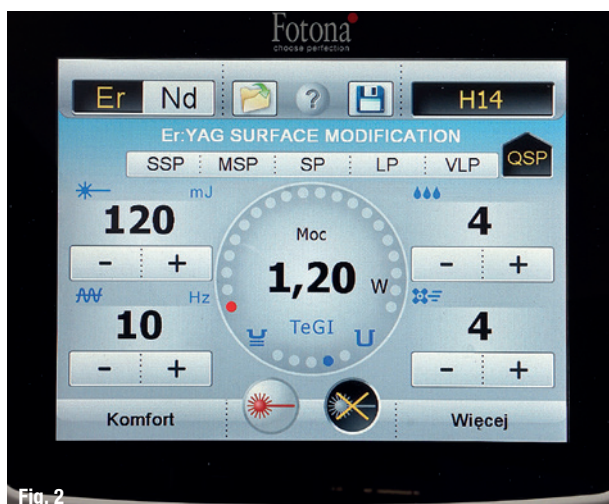 Fotona
choose perfection
Er Nd ? H14
Er:YAG SURFACE MODIFICATION
SSP MSP SP LP VLP QSP
mJ
120
Moc
4
- + 1,20 W - +
Hz
10
TeGI
4
- + - +
Komfort Więcej
Fig. 2